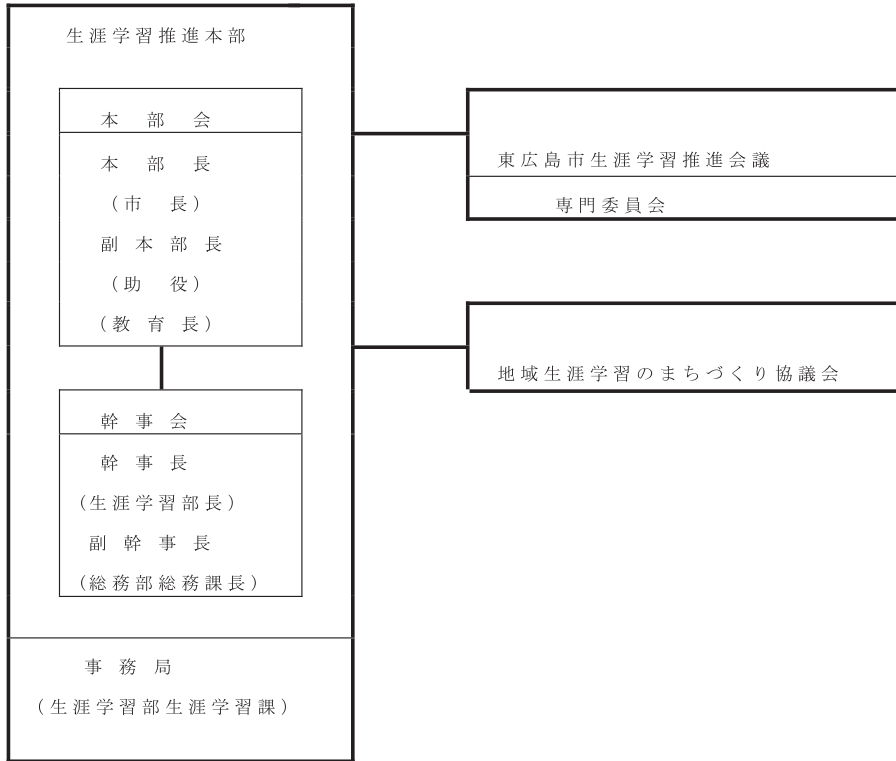 生涯学習推進本部
本部会
本部長
（市長）
副本部長
（助役）
（教育長）
幹事会
幹事長
（生涯学習部長）
副幹事長
（総務部総務課長）
事務局
（生涯学習部生涯学習課）
東広島市生涯学習推進会議
専門委員会
地域生涯学習のまちづくり協議会